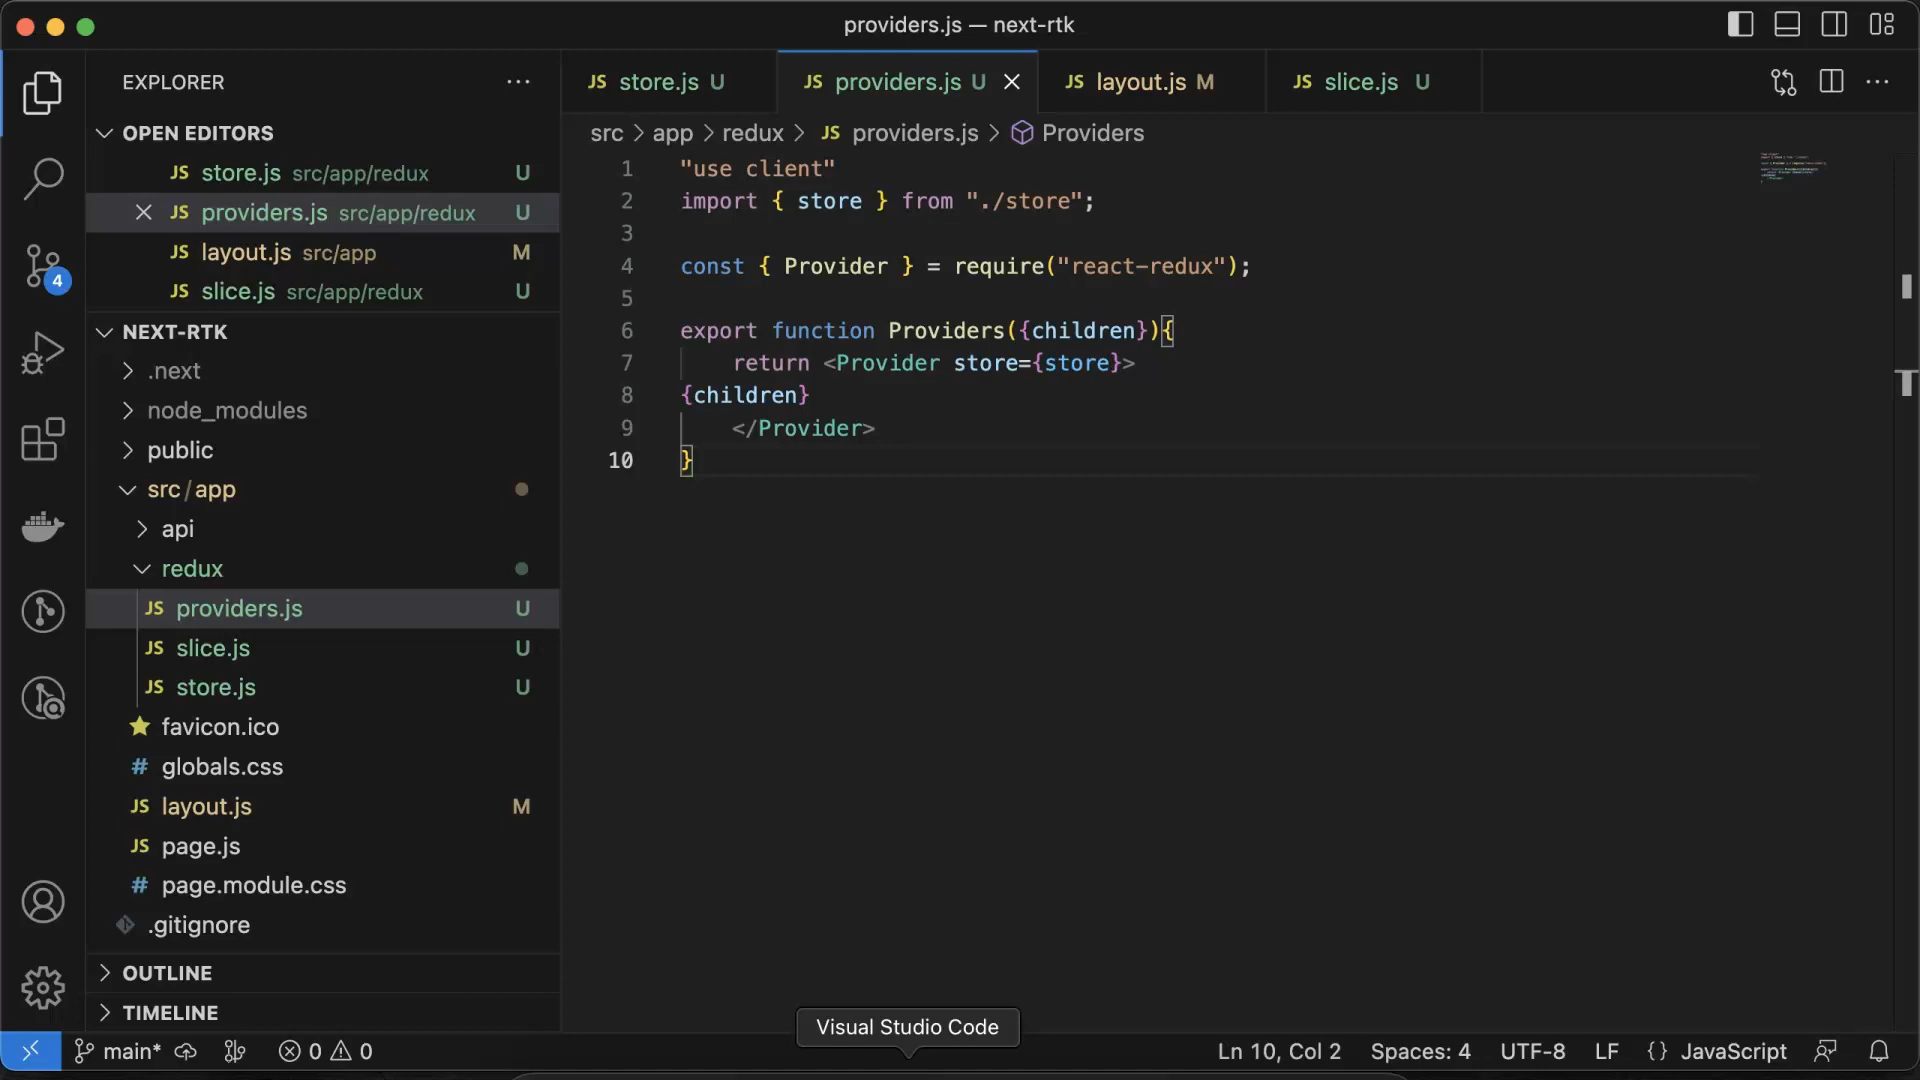 providers.js — next-rtk
EXPLORER
JS store.js U
JS providers.js U
JS layout.js M
JS slice.js U
OPEN EDITORS
JS store.js src/app/redux U
JS providers.js src/app/redux U
JS layout.js src/app M
JS slice.js src/app/redux U
4
NEXT-RTK
.next
node_modules
public
src/app
api
redux
JS providers.js U
JS slice.js U
JS store.js U
favicon.ico
# globals.css
JS layout.js M
JS page.js
# page.module.css
.gitignore
OUTLINE
TIMELINE
src > app > redux > JS providers.js > Providers
1 "use client"
2 import { store } from "./store";
3
4 const { Provider } = require("react-redux");
5
6 export function Providers({children}){
7 return <Provider store={store}>
8 {children}
9 </Provider>
10 }
Visual Studio Code
main* 0 0 Ln 10, Col 2 Spaces: 4 UTF-8 LF {} JavaScript